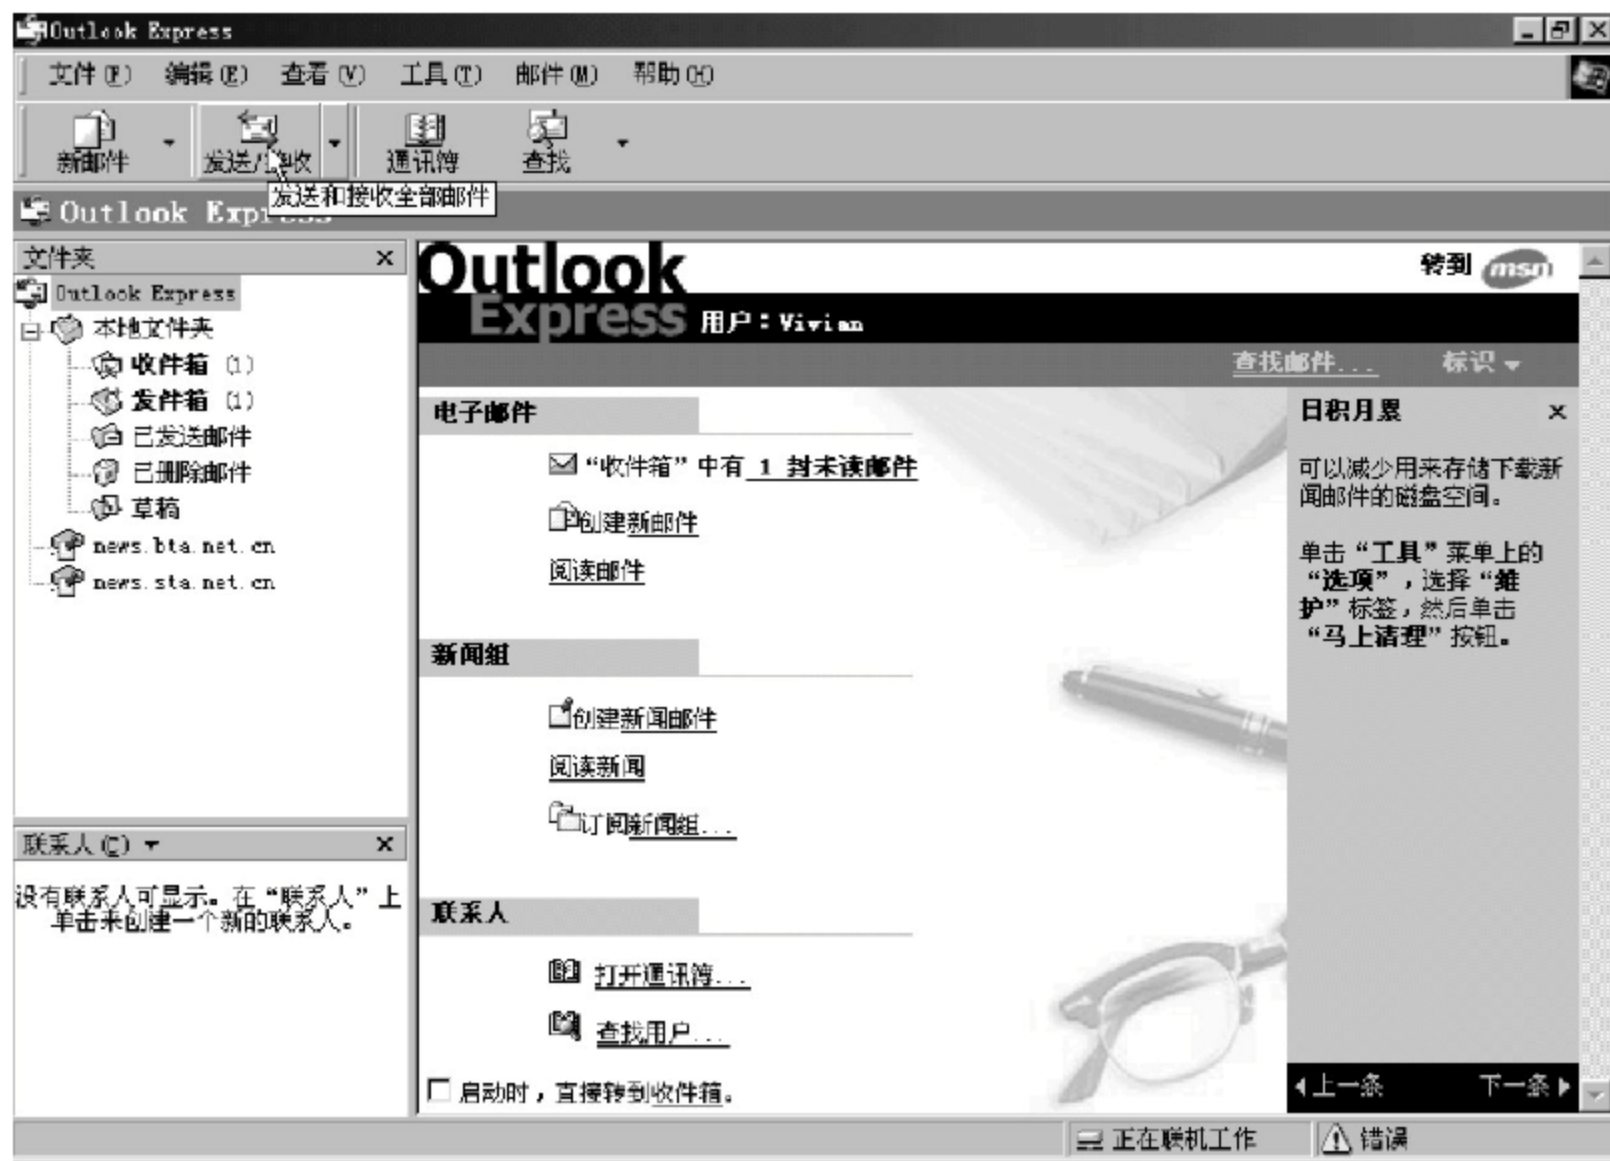 Outlook Express
文件(F) 编辑(E) 查看(V) 工具(T) 邮件(M) 帮助(H)
新邮件 发送/接收 通讯簿 查找
发送和接收全部邮件
Outlook Express
文件夹
Outlook Express
本地文件夹
收件箱 (1)
发件箱 (1)
已发送邮件
已删除邮件
草稿
news.bta.net.cn
news.sta.net.cn
联系人(C)
没有联系人可显示。在“联系人”上
单击来创建一个新的联系人。
Outlook
Express 用户：Vivian
转到 msn
查找邮件... 标识
电子邮件
“收件箱”中有 1 封未读邮件
创建新邮件
阅读邮件
新闻组
创建新闻邮件
阅读新闻
订阅新闻组...
联系人
打开通讯簿...
查找用户...
启动时，直接转到收件箱。
日积月累
可以减少用来存储下载新
闻邮件的磁盘空间。
单击“工具”菜单上的
“选项”，选择“维
护”标签，然后单击
“马上清理”按钮。
上一条 下一条
正在联机工作 错误